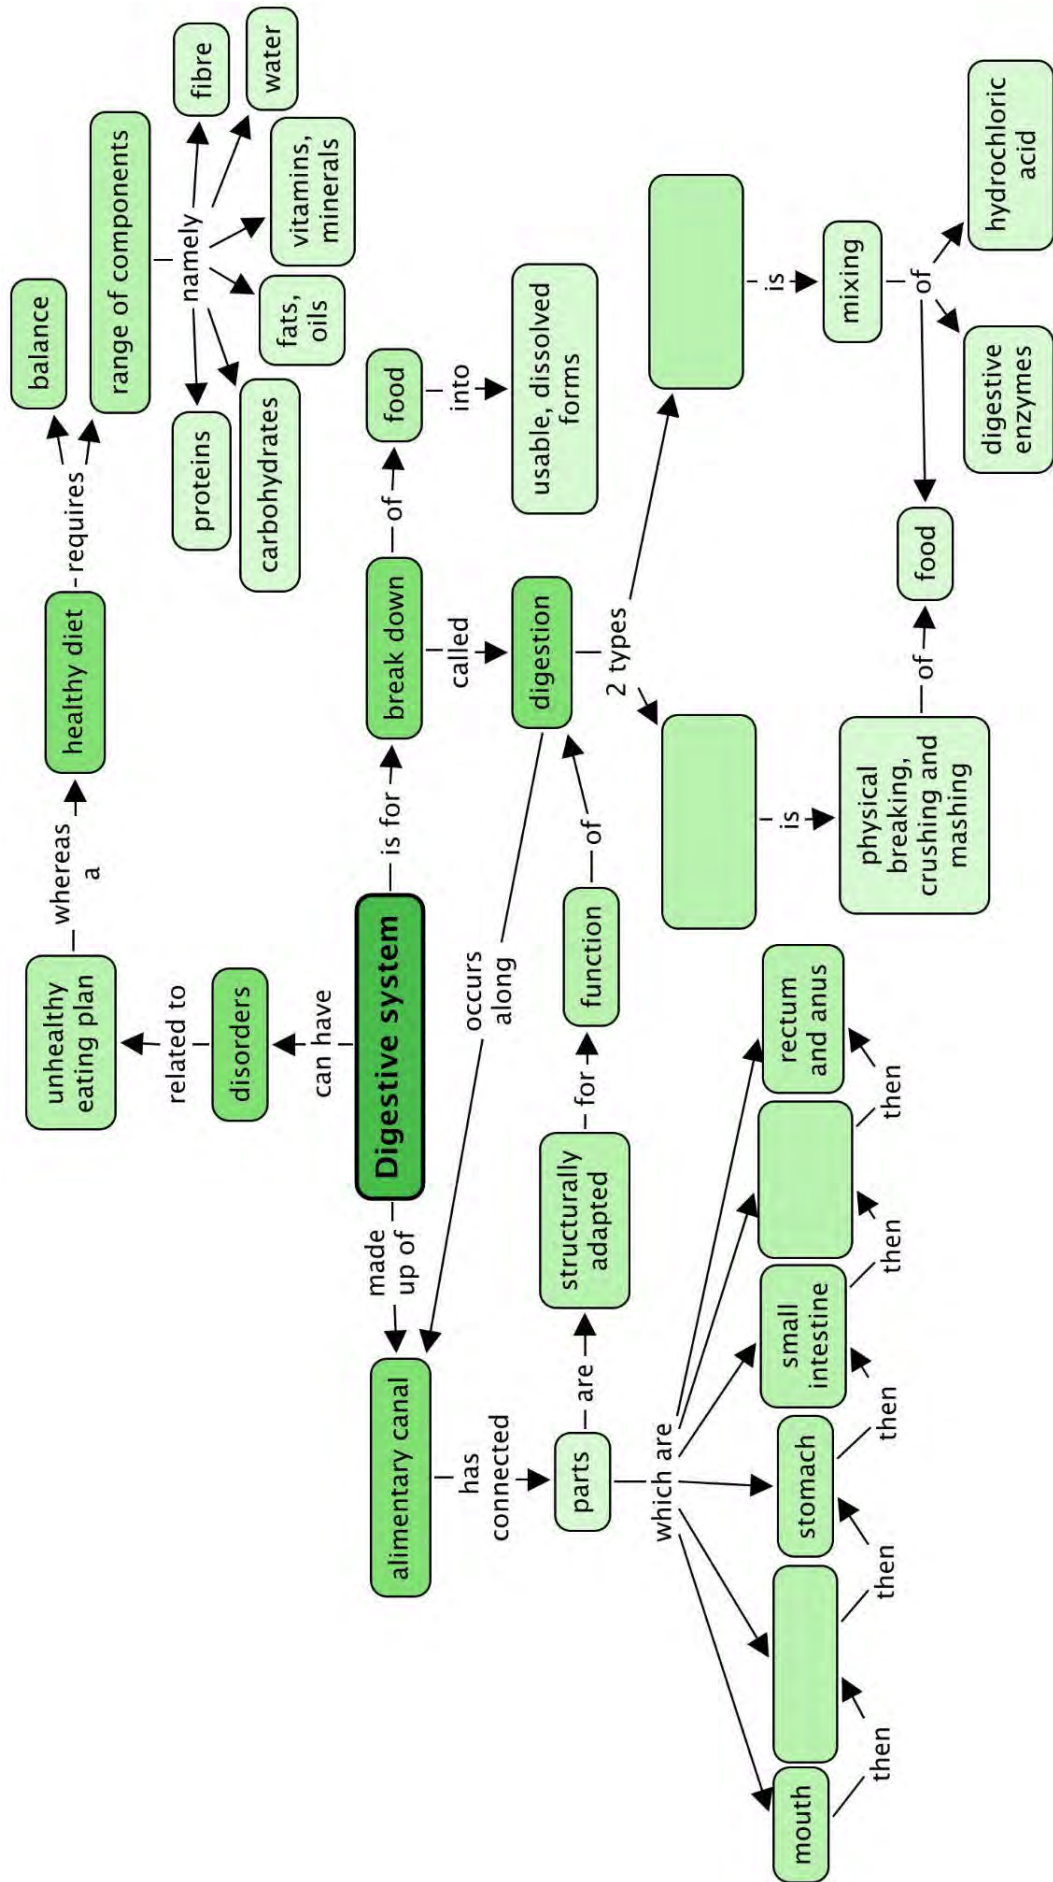 unhealthy
eating plan
whereas
a
healthy diet
requires
balance
range of components
namely
proteins
carbohydrates
fats,
oils
vitamins,
minerals
fibre
water
related to
disorders
can have
Digestive system
is for
break down
of
food
into
usable, dissolved
forms
called
digestion
made
up of
alimentary canal
occurs
along
has
connected
parts
are
structurally
adapted
for
function
of
2 types
is
physical
breaking,
crushing and
mashing
of
food
is
mixing
of
digestive
enzymes
hydrochloric
acid
which are
mouth
then
then
stomach
then
small
intestine
then
then
rectum
and anus